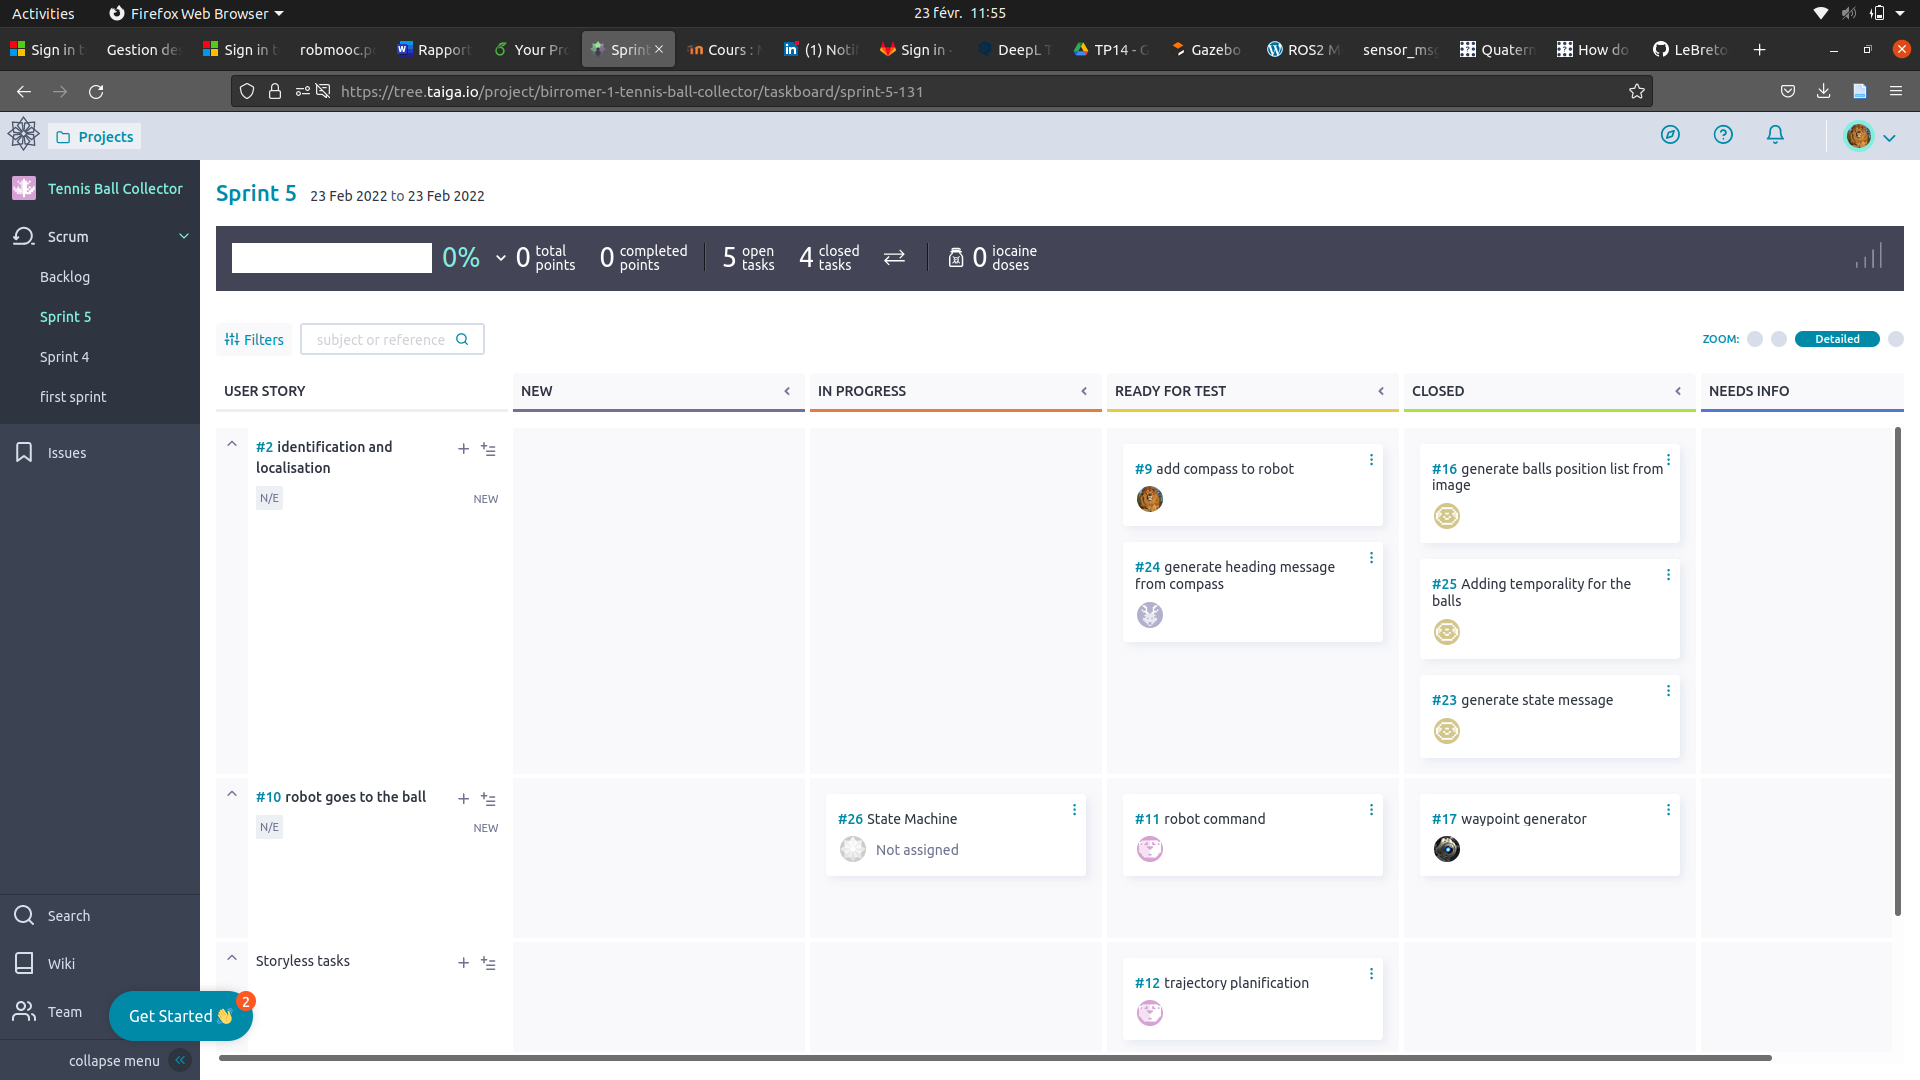 Activities
Firefox Web Browser
23 févr. 11:55
Sign in t
Gestion de
Sign in t
robmooc.p
Rapport
Your Pr
Sprint
Cours : M
(1) Notif
Sign in ·
DeepL T
TP14 - G
Gazebo
ROS2 M
sensor_ms
Quatern
How do
LeBreto
https://tree.taiga.io/project/birromer-1-tennis-ball-collector/taskboard/sprint-5-131
Projects
Tennis Ball Collector
Scrum
Backlog
Sprint 5
Sprint 4
first sprint
Issues
Search
Wiki
Team
Get Started 👋
2
collapse menu
Sprint 5 23 Feb 2022 to 23 Feb 2022
0%
0 total points
0 completed points
5 open tasks
4 closed tasks
0 iocaine doses
Filters
subject or reference
ZOOM:
Detailed
USER STORY
NEW
IN PROGRESS
READY FOR TEST
CLOSED
NEEDS INFO
#2 identification and
localisation
N/E
NEW
#9 add compass to robot
#24 generate heading message
from compass
#16 generate balls position list from
image
#25 Adding temporality for the
balls
#23 generate state message
#10 robot goes to the ball
N/E
NEW
#26 State Machine
Not assigned
#11 robot command
#17 waypoint generator
Storyless tasks
#12 trajectory planification